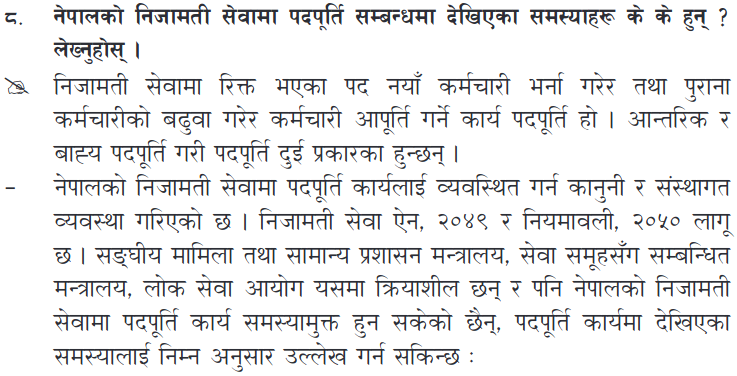 ८. नेपालको निजामती सेवामा पदपूर्ति सम्बन्धमा देखिएका समस्याहरू के के हुन् ?
लेख्नुहोस् ।
निजामती सेवामा रिक्त भएका पद नयाँ कर्मचारी भर्ना गरेर तथा पुराना
कर्मचारीको बढुवा गरेर कर्मचारी आपूर्ति गर्ने कार्य पदपूर्ति हो । आन्तरिक र
बाह्य पदपूर्ति गरी पदपूर्ति दुई प्रकारका हुन्छन् ।
- नेपालको निजामती सेवामा पदपूर्ति कार्यलाई व्यवस्थित गर्न कानुनी र संस्थागत
व्यवस्था गरिएको छ । निजामती सेवा ऐन, २०४९ र नियमावली, २०५० लागू
छ । सङ्घीय मामिला तथा सामान्य प्रशासन मन्त्रालय, सेवा समूहसँग सम्बन्धित
मन्त्रालय, लोक सेवा आयोग यसमा क्रियाशील छन् र पनि नेपालको निजामती
सेवामा पदपूर्ति कार्य समस्यामुक्त हुन सकेको छैन्, पदपूर्ति कार्यमा देखिएका
समस्यालाई निम्न अनुसार उल्लेख गर्न सकिन्छ :